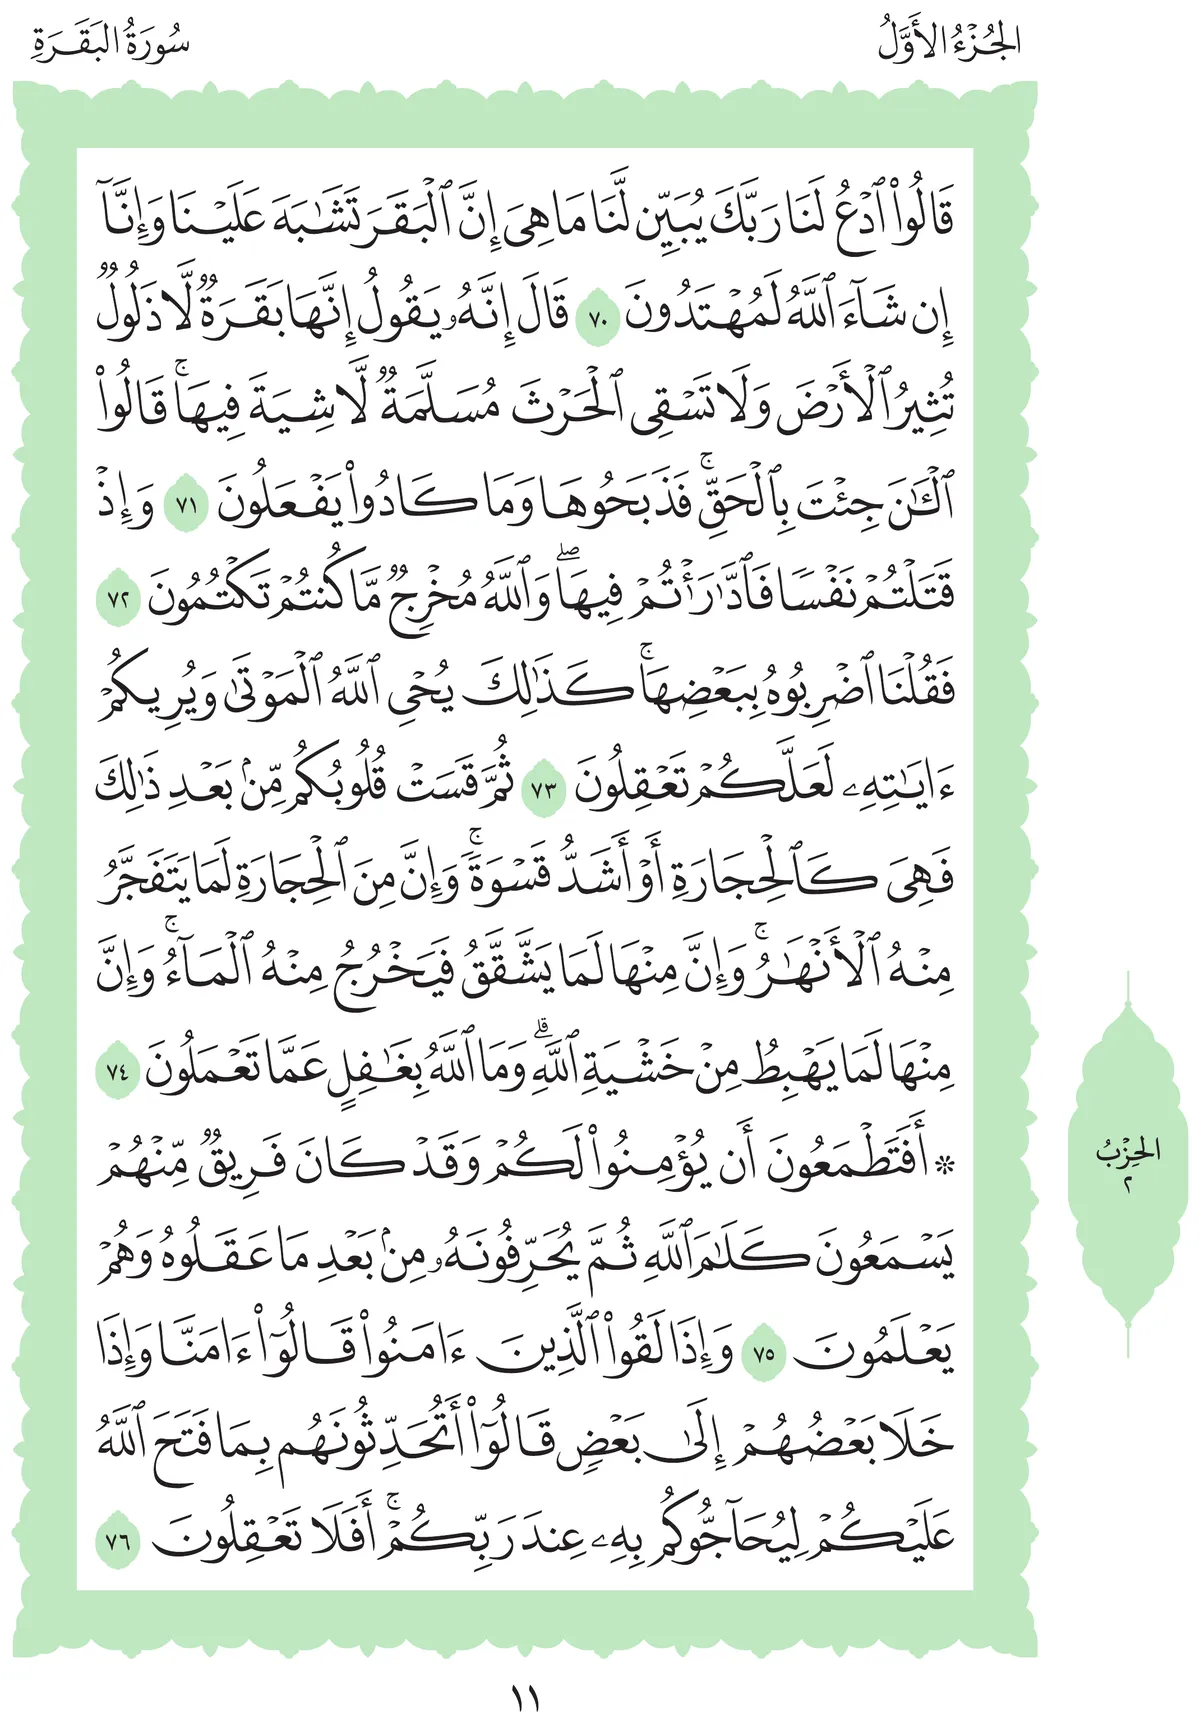 الجُزْءُ الأَوَّلُ
سُورَةُ البَقَرَةِ
قَالُوا۟ ٱدْعُ لَنَا رَبَّكَ يُبَيِّن لَّنَا مَا هِىَ إِنَّ ٱلْبَقَرَ تَشَـٰبَهَ عَلَيْنَا وَإِنَّآ
إِن شَآءَ ٱللَّهُ لَمُهْتَدُونَ ٧٠ قَالَ إِنَّهُۥ يَقُولُ إِنَّهَا بَقَرَةٌ لَّا ذَلُولٌ
تُثِيرُ ٱلْأَرْضَ وَلَا تَسْقِى ٱلْحَرْثَ مُسَلَّمَةٌ لَّا شِيَةَ فِيهَا ۚ قَالُوا۟
ٱلْـَٔـٰنَ جِئْتَ بِٱلْحَقِّ ۚ فَذَبَحُوهَا وَمَا كَادُوا۟ يَفْعَلُونَ ٧١ وَإِذْ
قَتَلْتُمْ نَفْسًا فَٱدَّٰرَْٰٔتُمْ فِيهَا ۖ وَٱللَّهُ مُخْرِجٌ مَّا كُنتُمْ تَكْتُمُونَ ٧٢
فَقُلْنَا ٱضْرِبُوهُ بِبَعْضِهَا ۚ كَذَٰلِكَ يُحْىِ ٱللَّهُ ٱلْمَوْتَىٰ وَيُرِيكُمْ
ءَايَـٰتِهِۦ لَعَلَّكُمْ تَعْقِلُونَ ٧٣ ثُمَّ قَسَتْ قُلُوبُكُم مِّنۢ بَعْدِ ذَٰلِكَ
فَهِىَ كَٱلْحِجَارَةِ أَوْ أَشَدُّ قَسْوَةً ۚ وَإِنَّ مِنَ ٱلْحِجَارَةِ لَمَا يَتَفَجَّرُ
مِنْهُ ٱلْأَنْهَـٰرُ ۚ وَإِنَّ مِنْهَا لَمَا يَشَّقَّقُ فَيَخْرُجُ مِنْهُ ٱلْمَآءُ ۚ وَإِنَّ
مِنْهَا لَمَا يَهْبِطُ مِنْ خَشْيَةِ ٱللَّهِ ۗ وَمَا ٱللَّهُ بِغَـٰفِلٍ عَمَّا تَعْمَلُونَ ٧٤
* أَفَتَطْمَعُونَ أَن يُؤْمِنُوا۟ لَكُمْ وَقَدْ كَانَ فَرِيقٌ مِّنْهُمْ
يَسْمَعُونَ كَلَـٰمَ ٱللَّهِ ثُمَّ يُحَرِّفُونَهُۥ مِنۢ بَعْدِ مَا عَقَلُوهُ وَهُمْ
يَعْلَمُونَ ٧٥ وَإِذَا لَقُوا۟ ٱلَّذِينَ ءَامَنُوا۟ قَالُوٓا۟ ءَامَنَّا وَإِذَا
خَلَا بَعْضُهُمْ إِلَىٰ بَعْضٍ قَالُوٓا۟ أَتُحَدِّثُونَهُم بِمَا فَتَحَ ٱللَّهُ
عَلَيْكُمْ لِيُحَآجُّوكُم بِهِۦ عِندَ رَبِّكُمْ ۚ أَفَلَا تَعْقِلُونَ ٧٦
الحِزْبُ
٢
١١